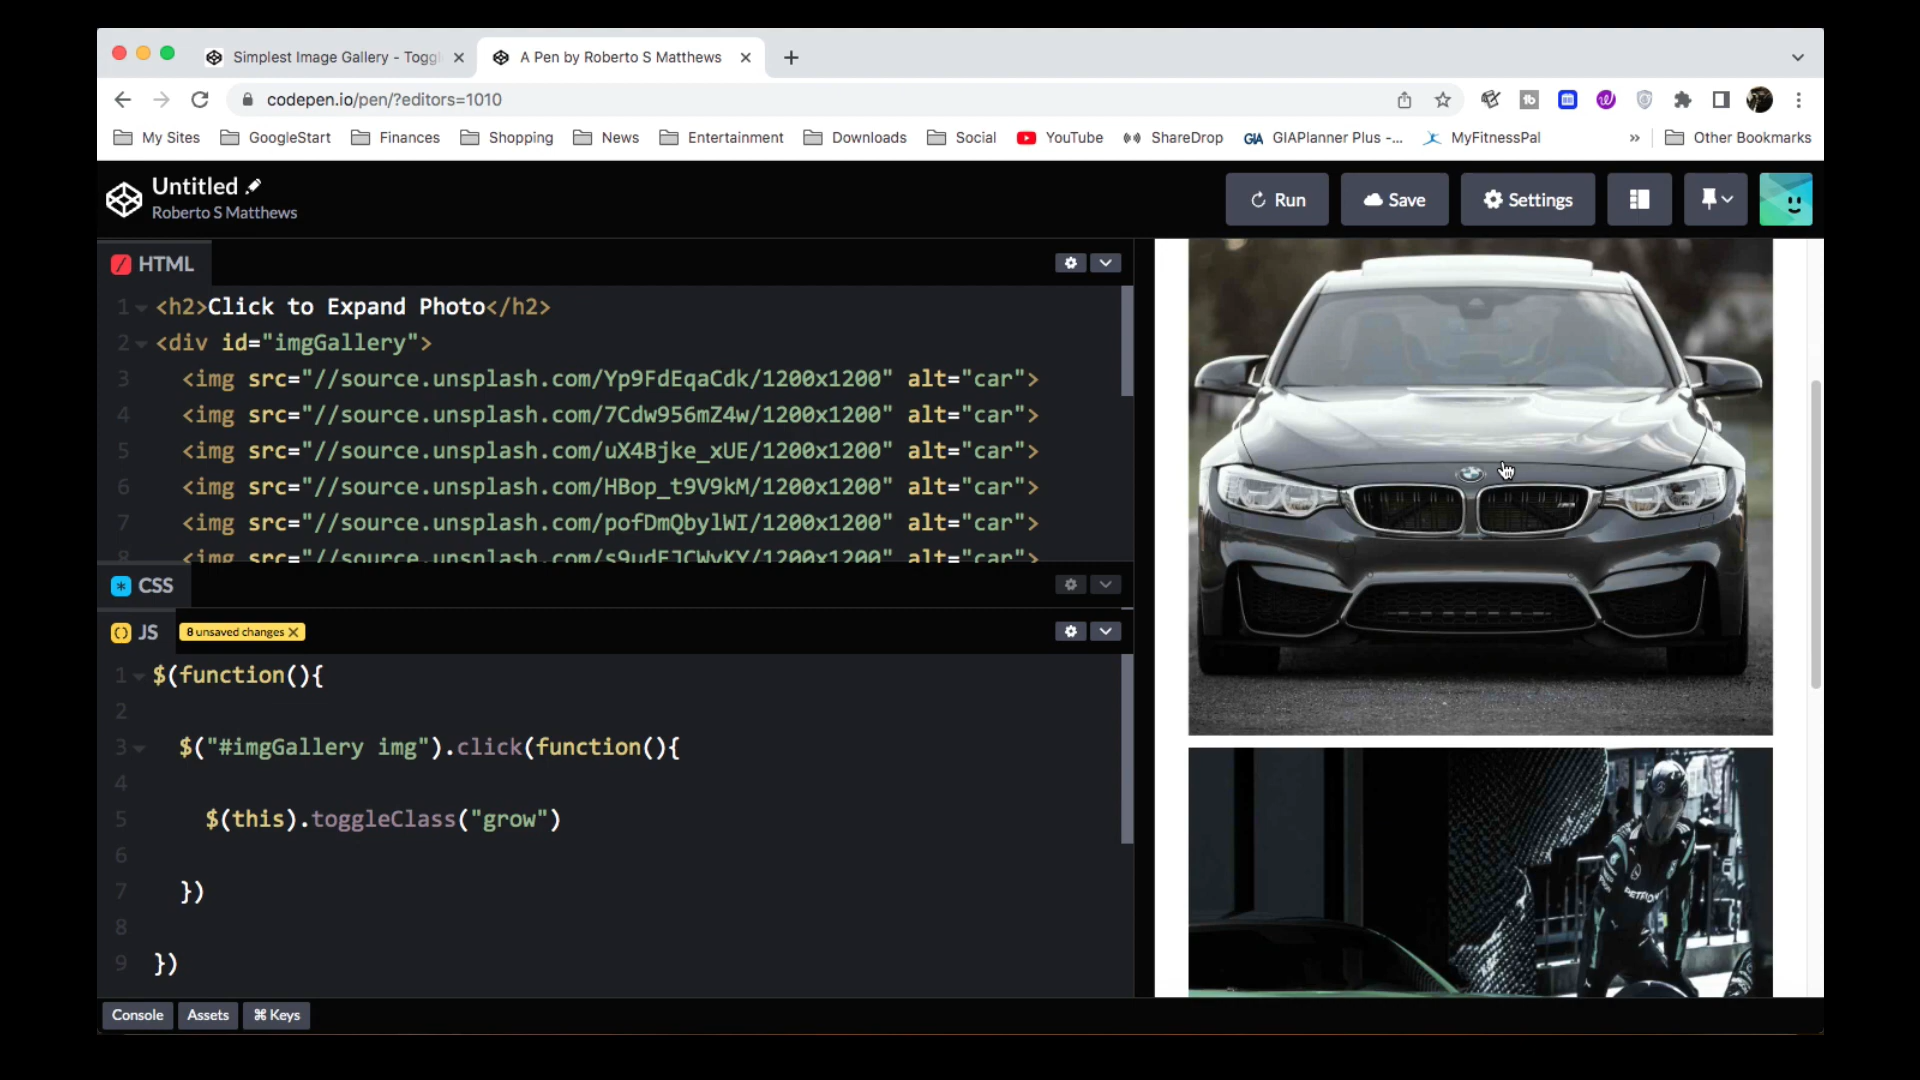 Simplest Image Gallery - Toggl
A Pen by Roberto S Matthews
codepen.io/pen/?editors=1010
My Sites
GoogleStart
Finances
Shopping
News
Entertainment
Downloads
Social
YouTube
ShareDrop
GIA GIAPlanner Plus -...
MyFitnessPal
»
Other Bookmarks
Untitled
Roberto S Matthews
Run
Save
Settings
HTML
1 <h2>Click to Expand Photo</h2>
2 <div id="imgGallery">
3 <img src="//source.unsplash.com/Yp9FdEqaCdk/1200x1200" alt="car">
4 <img src="//source.unsplash.com/7Cdw956mZ4w/1200x1200" alt="car">
5 <img src="//source.unsplash.com/uX4Bjke_xUE/1200x1200" alt="car">
6 <img src="//source.unsplash.com/HBop_t9V9kM/1200x1200" alt="car">
7 <img src="//source.unsplash.com/pofDmQbylWI/1200x1200" alt="car">
8 <img alt="car">
* CSS
() JS
8 unsaved changes X
1 $(function(){
2
3 $("#imgGallery img").click(function(){
4
5 $(this).toggleClass("grow")
6
7 })
8
9 })
Console
Assets
⌘ Keys
PETRONAS